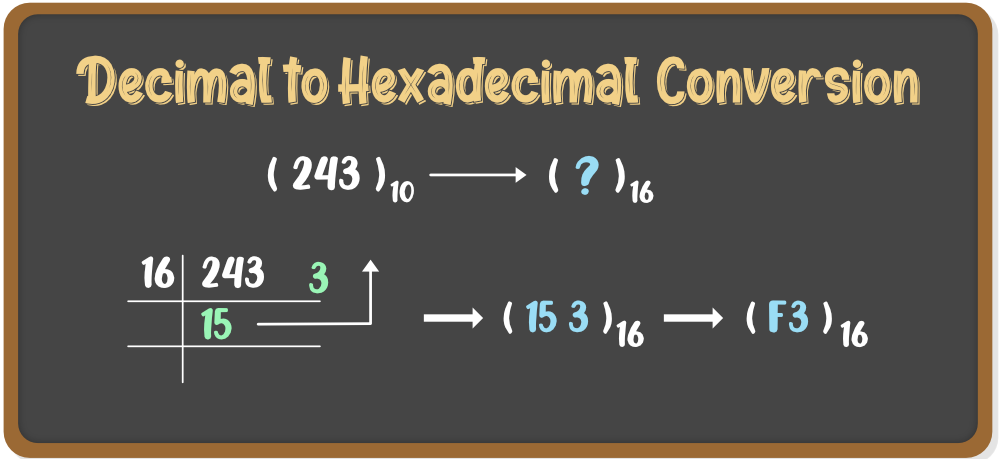 Decimal to Hexadecimal Conversion
( 243 )10 ⟶ ( ? )16
16 243 3
15
→ ( 15 3 )16 → ( F3 )16